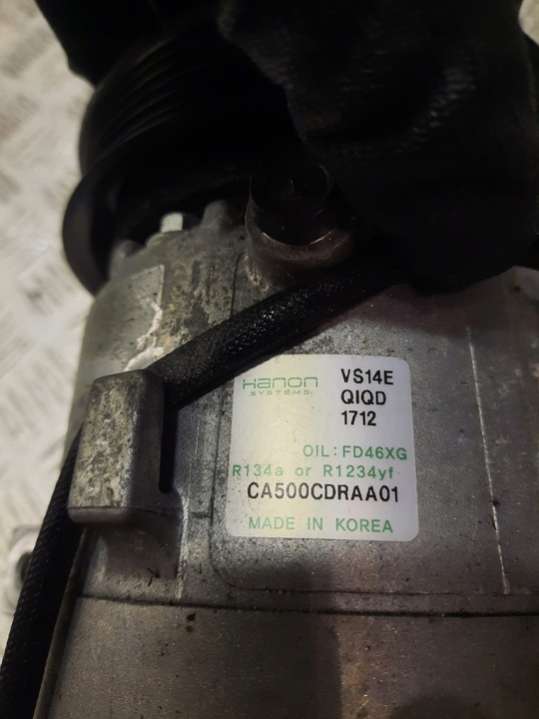 Hanon VS14E
SYSTEMS QIQD
1712
OIL: FD46XG
R134a or R1234yf
CA500CDRAA01
MADE IN KOREA